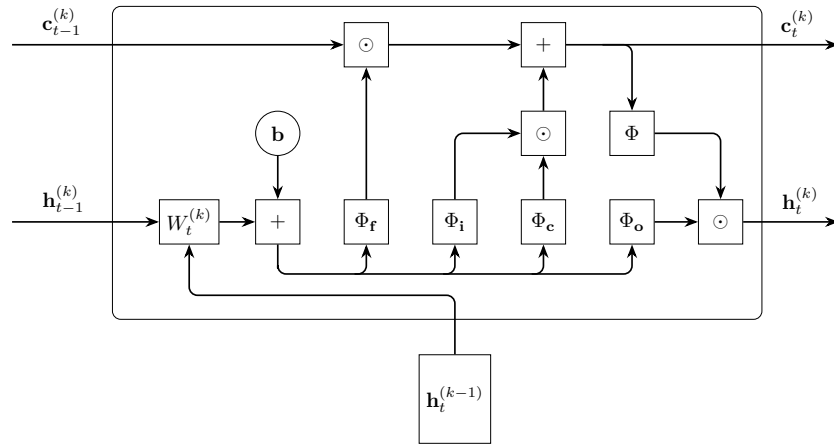 c_{t-1}^{(k)}
⊙
+
c_t^{(k)}
b
⊙
Φ
h_{t-1}^{(k)}
W_t^{(k)}
+
Φ_f
Φ_i
Φ_c
Φ_o
⊙
h_t^{(k)}
h_t^{(k-1)}